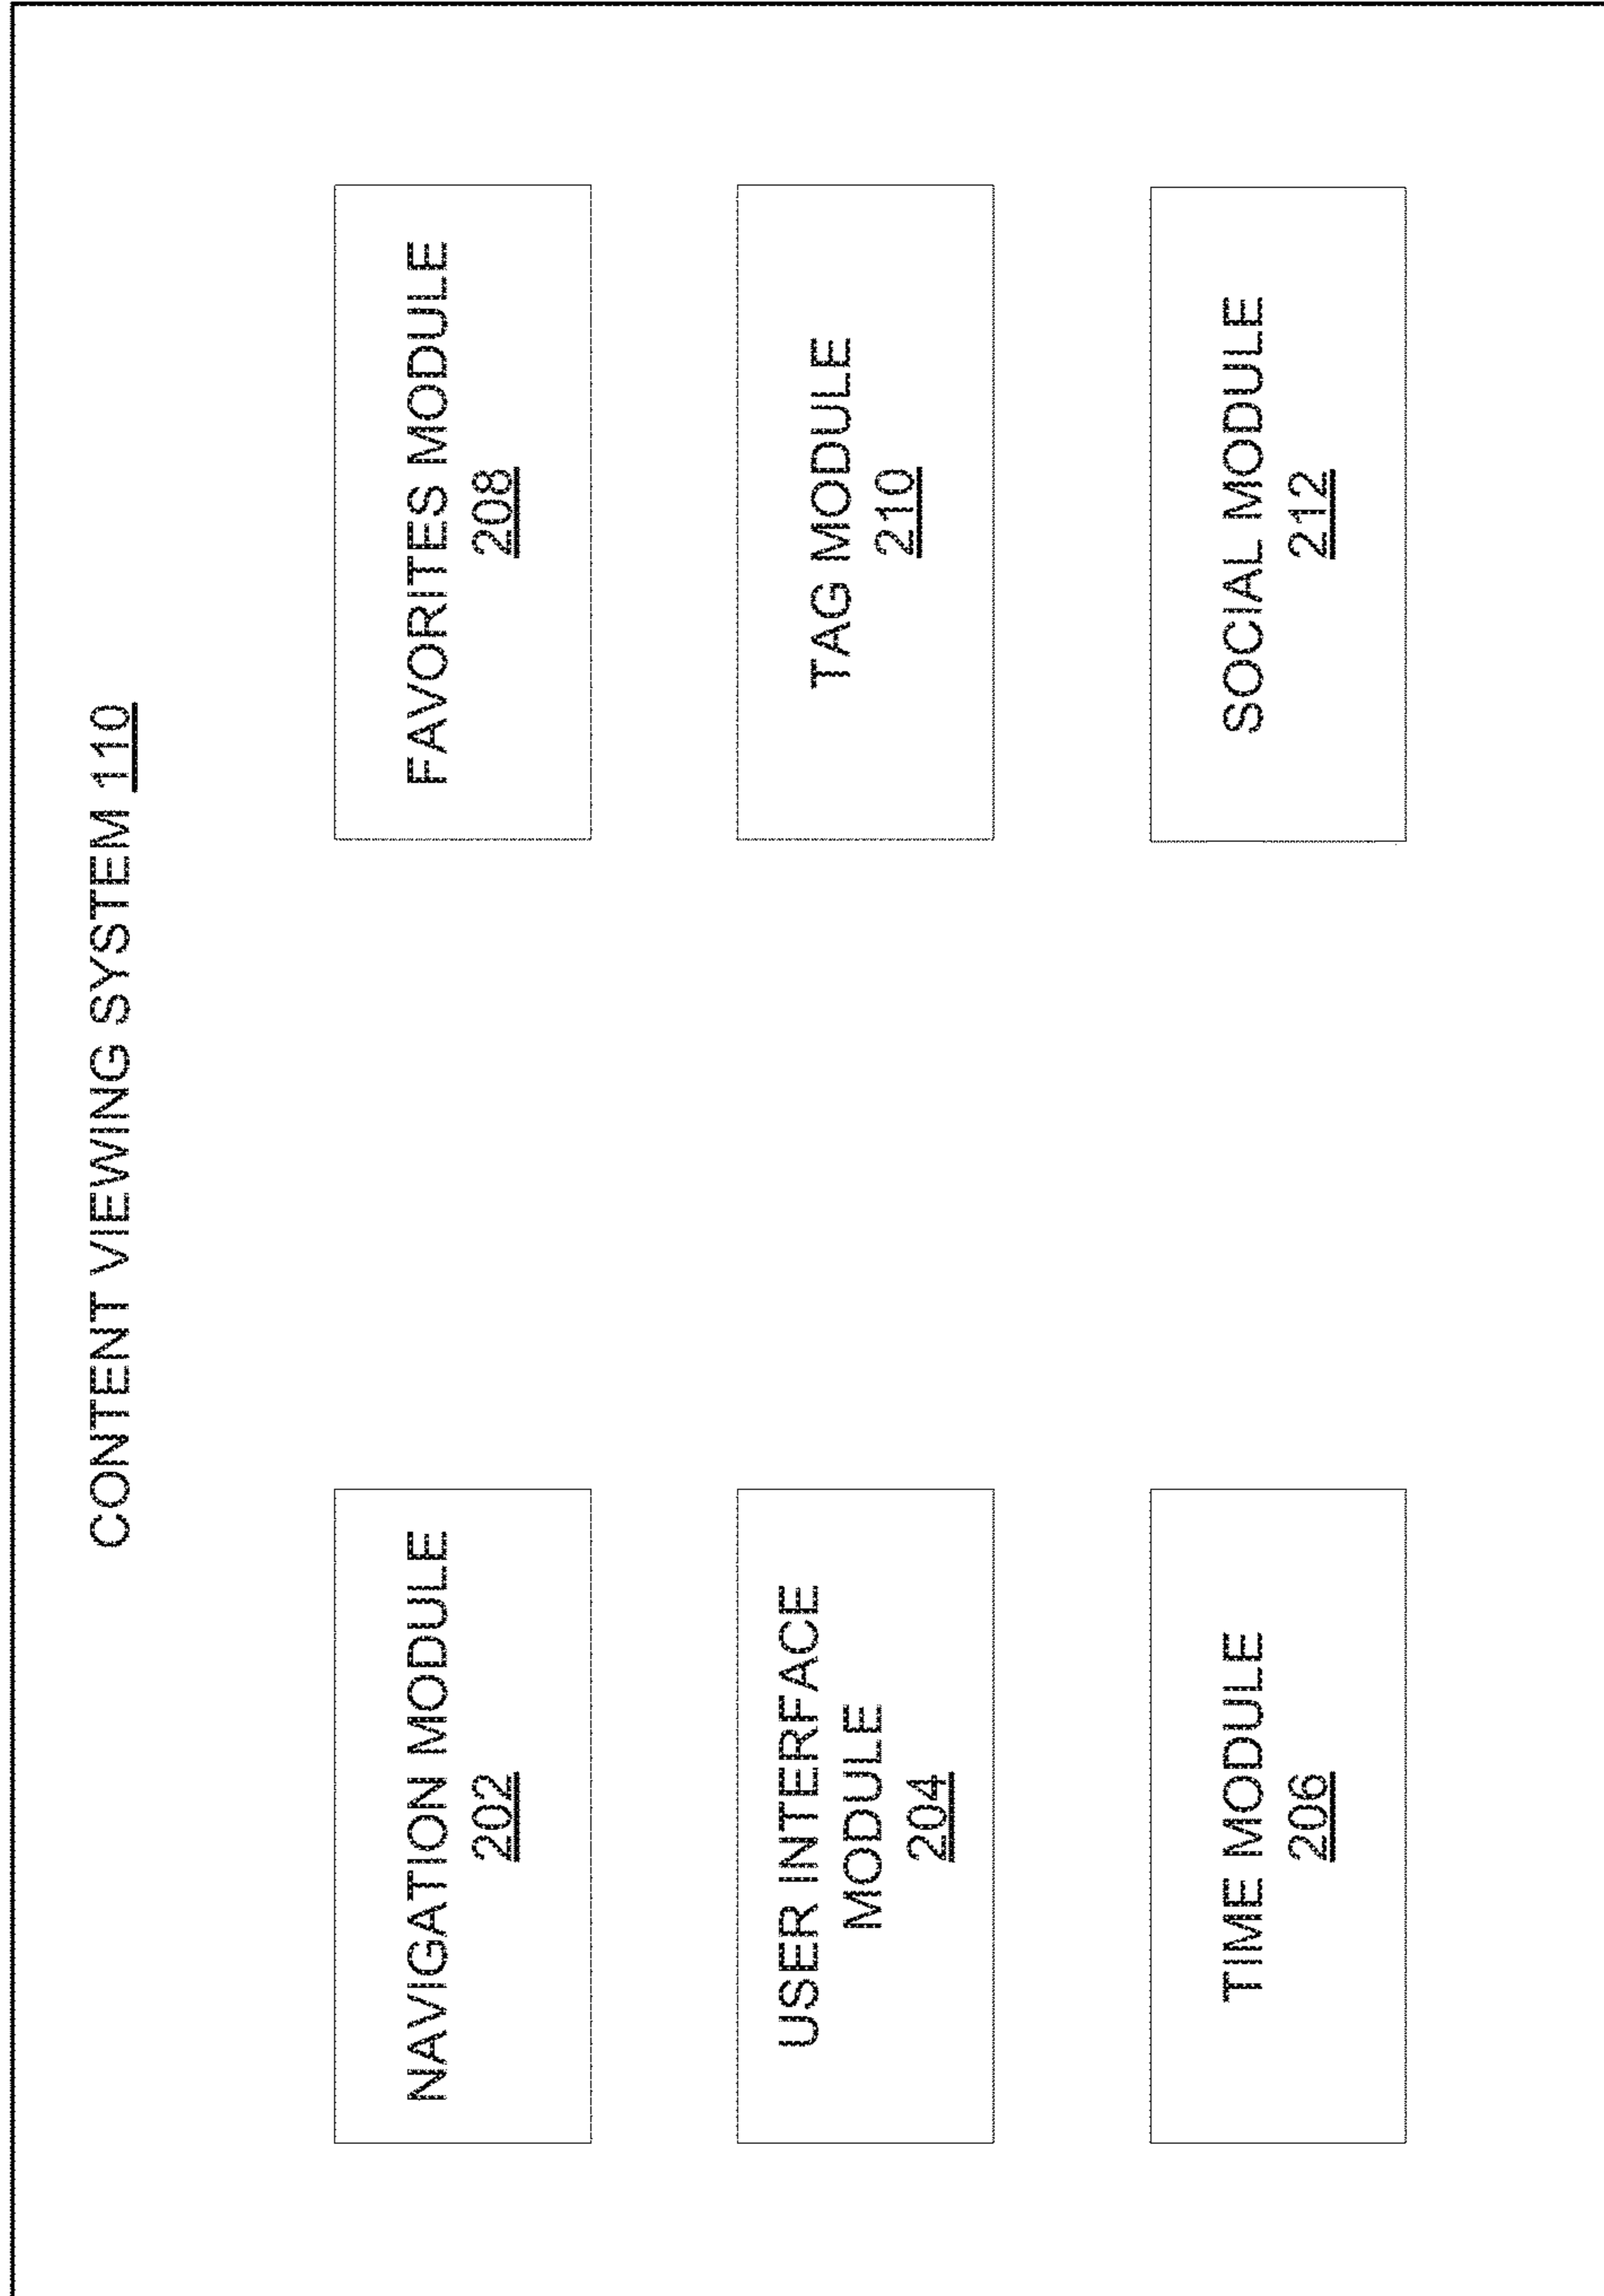 CONTENT VIEWING SYSTEM 110
NAVIGATION MODULE
202
USER INTERFACE
MODULE
204
TIME MODULE
206
FAVORITES MODULE
208
TAG MODULE
210
SOCIAL MODULE
212